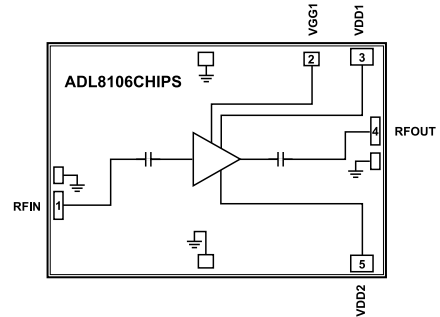 VGG1
VDD1
2
3
ADL8106CHIPS
4
RFOUT
RFIN
1
5
VDD2